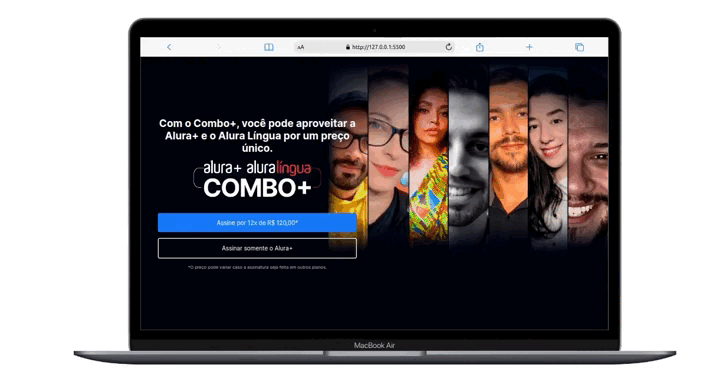 AA
http://127.0.0.1:5500
Com o Combo+, você pode aproveitar a
Alura+ e o Alura Língua por um preço
único.
alura+ aluralíngua
COMBO+
Assine por 12x de R$ 120,00*
Assinar somente o Alura+
*O preço pode variar caso a assinatura seja feita em outros planos.
MacBook Air